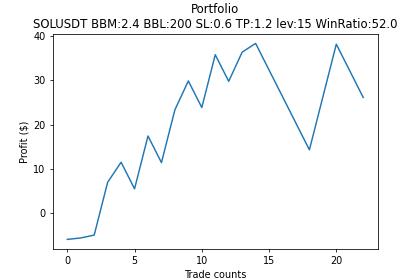 Portfolio
SOLUSDT BBM:2.4 BBL:200 SL:0.6 TP:1.2 lev:15 WinRatio:52.0
40
30
20
10
0
Profit ($)
0 5 10 15 20
Trade counts